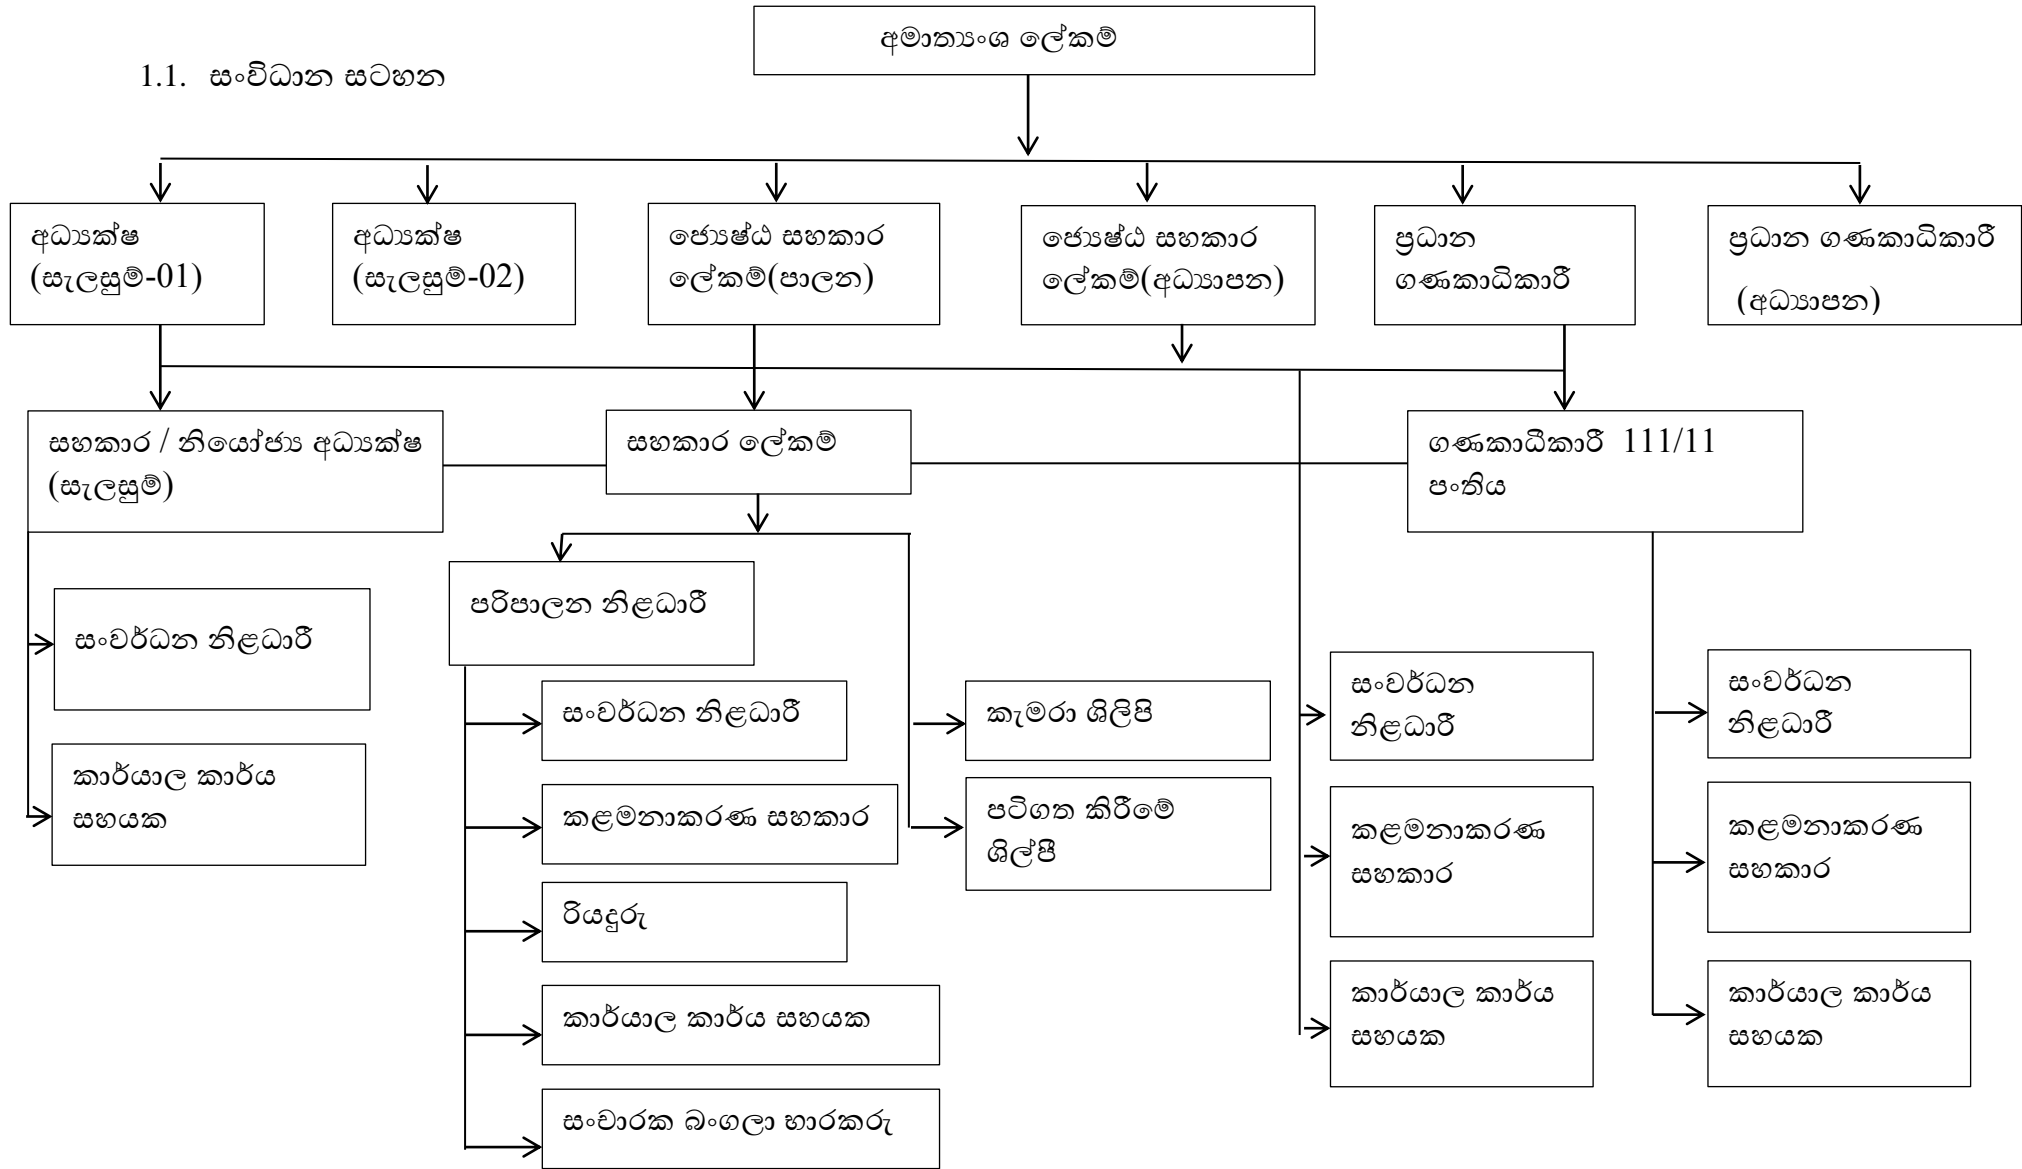 අමාත්‍යංශ ලේකම්
1.1. සංවිධාන සටහන
අධ්‍යක්ෂ
(සැලසුම්-01)
අධ්‍යක්ෂ
(සැලසුම්-02)
ජ්‍යෙෂ්ඨ සහකාර
ලේකම්(පාලන)
ජ්‍යෙෂ්ඨ සහකාර
ලේකම්(අධ්‍යාපන)
ප්‍රධාන
ගණකාධිකාරී
ප්‍රධාන ගණකාධිකාරී
(අධ්‍යාපන)
සහකාර / නියෝජ්‍ය අධ්‍යක්ෂ
(සැලසුම්)
සහකාර ලේකම්
ගණකාධීකාරී 111/11
පංතිය
සංවර්ධන නිළධාරී
කාර්යාල කාර්ය
සහයක
පරිපාලන නිළධාරී
සංවර්ධන නිළධාරී
කළමනාකරණ සහකාර
රියදුරු
කාර්යාල කාර්ය සහයක
සංචාරක බංගලා භාරකරු
කැමරා ශිලිපි
පටිගත කිරීමේ
ශිල්පී
සංවර්ධන
නිළධාරී
කළමනාකරණ
සහකාර
කාර්යාල කාර්ය
සහයක
සංවර්ධන
නිළධාරී
කළමනාකරණ
සහකාර
කාර්යාල කාර්ය
සහයක